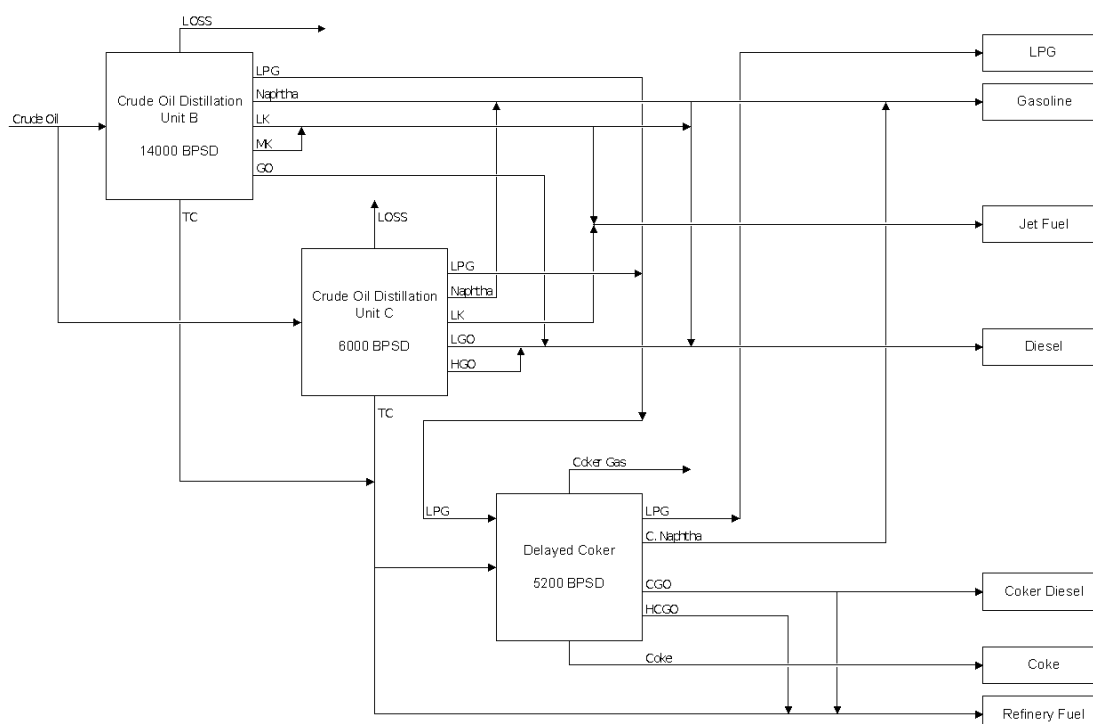 LOSS
LPG
LPG
Crude Oil Distillation
Unit B
14000 BPSD
Naphtha
Gasoline
Crude Oil
LK
MK
GO
TC
LOSS
Jet Fuel
Crude Oil Distillation
Unit C
6000 BPSD
LPG
Naphtha
LK
LGO
Diesel
HGO
TC
Coker Gas
LPG
Delayed Coker
5200 BPSD
LPG
C. Naphtha
CGO
Coker Diesel
HCGO
Coke
Coke
Refinery Fuel